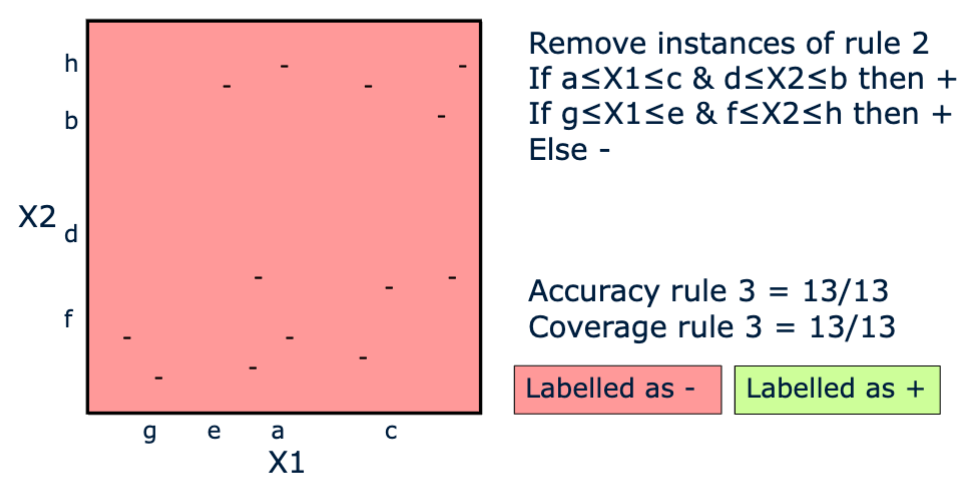 h
b
X2
d
f
g e a c
X1
-
-
-
-
-
-
-
-
-
-
-
-
-
Remove instances of rule 2
If a≤X1≤c & d≤X2≤b then +
If g≤X1≤e & f≤X2≤h then +
Else -
Accuracy rule 3 = 13/13
Coverage rule 3 = 13/13
Labelled as -
Labelled as +